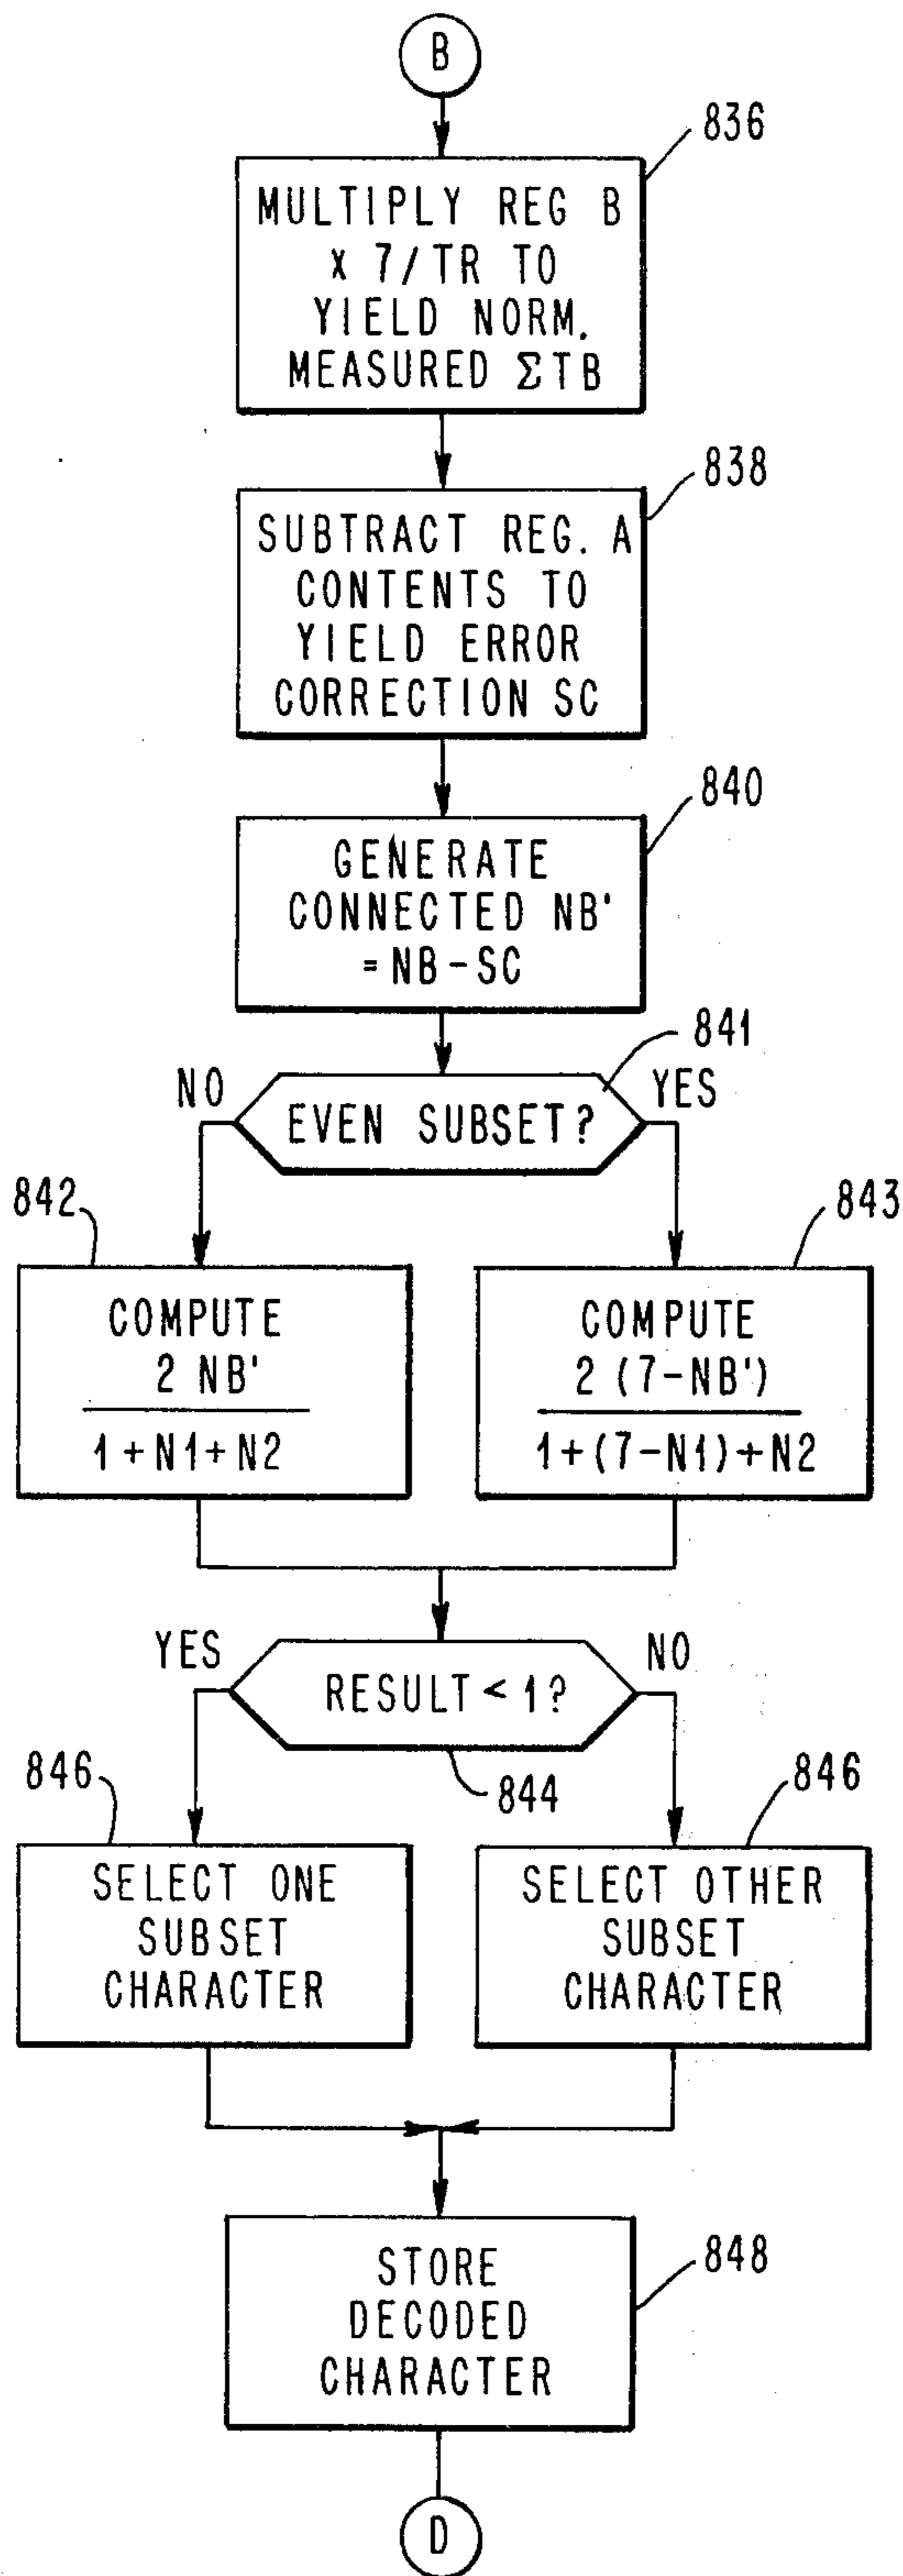 B
836
MULTIPLY REG B
x 7/TR TO
YIELD NORM.
MEASURED ΣTB
838
SUBTRACT REG. A
CONTENTS TO
YIELD ERROR
CORRECTION SC
840
GENERATE
CONNECTED NB'
=NB-SC
841
NO
EVEN SUBSET?
YES
842
843
COMPUTE
2 NB'
1+N1+N2
COMPUTE
2 (7-NB')
1+(7-N1)+N2
YES
RESULT < 1?
NO
844
846
846
SELECT ONE
SUBSET
CHARACTER
SELECT OTHER
SUBSET
CHARACTER
848
STORE
DECODED
CHARACTER
D